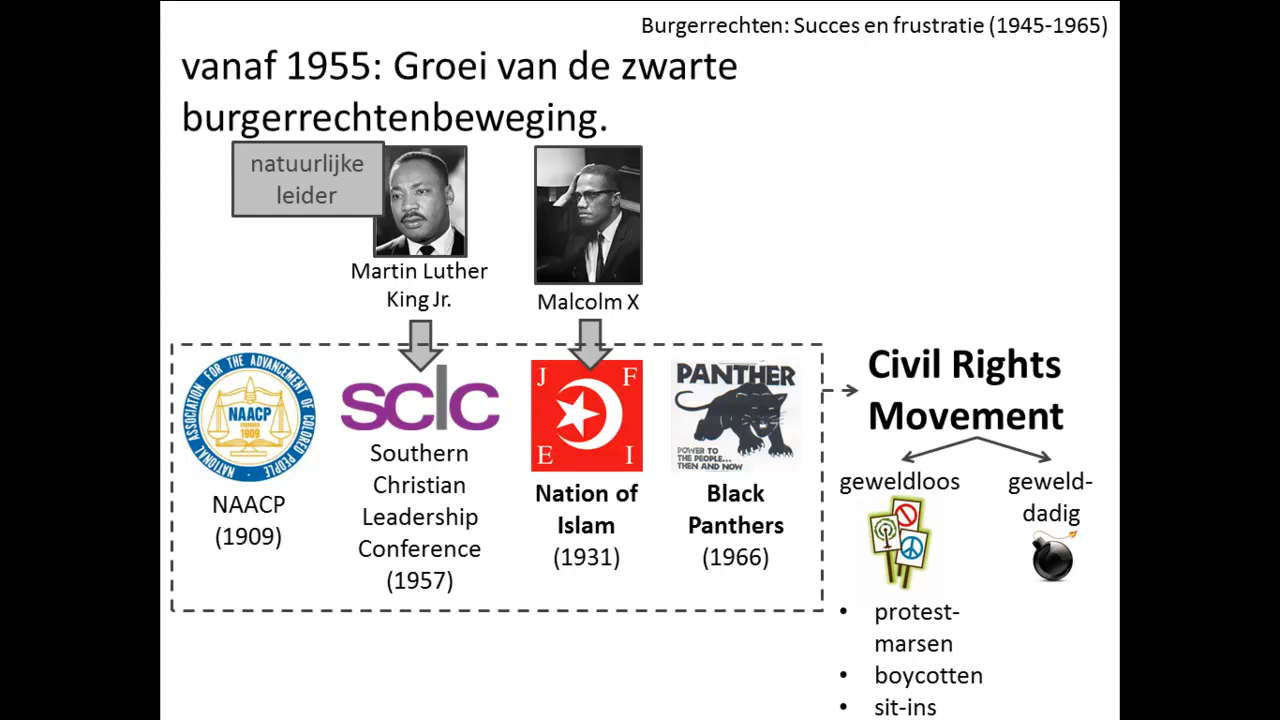 Burgerrechten: Succes en frustratie (1945-1965)
vanaf 1955: Groei van de zwarte
burgerrechtenbeweging.
natuurlijke
leider
Martin Luther
King Jr.
Malcolm X
NATIONAL ASSOCIATION FOR THE ADVANCEMENT OF COLORED PEOPLE
NAACP
FOUNDED
1909
NAACP
(1909)
sclc
Southern
Christian
Leadership
Conference
(1957)
J F
E I
Nation of
Islam
(1931)
PANTHER
POWER TO
THE PEOPLE...
THEN AND NOW
Black
Panthers
(1966)
Civil Rights
Movement
geweldloos
• protest-
marsen
• boycotten
• sit-ins
geweld-
dadig